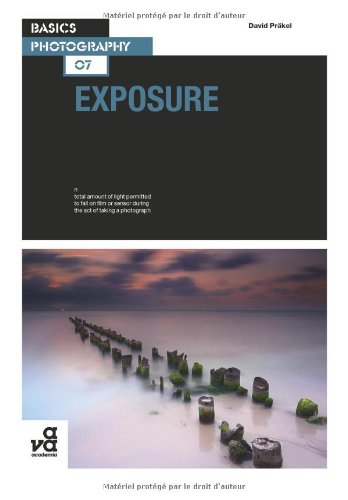 Matériel protégé par le droit d'auteur
BASICS
David Präkel
PHOTOGRAPHY
07
EXPOSURE
n
total amount of light permitted
to fall on film or sensor during
the act of taking a photograph
ava
academia
Matériel protégé par le droit d'auteur